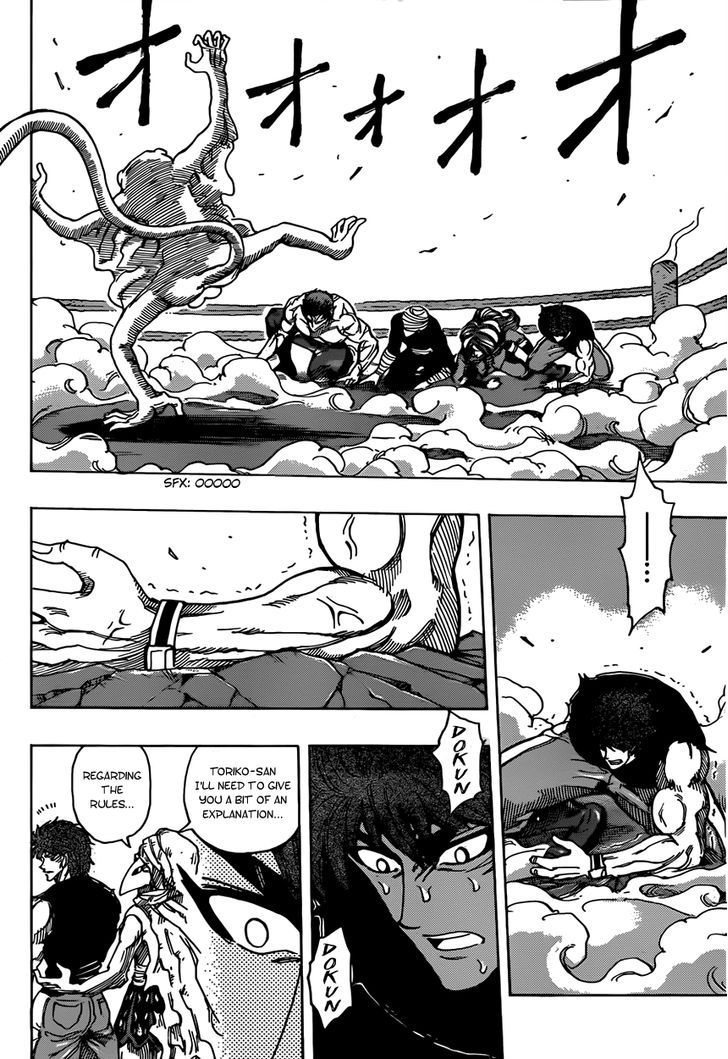 オオオオオ
SFX: OOOOO
!...
DOKUN
DOKUN
TORIKO-SAN
I'LL NEED TO GIVE
YOU A BIT OF AN
EXPLANATION...
REGARDING
THE
RULES...